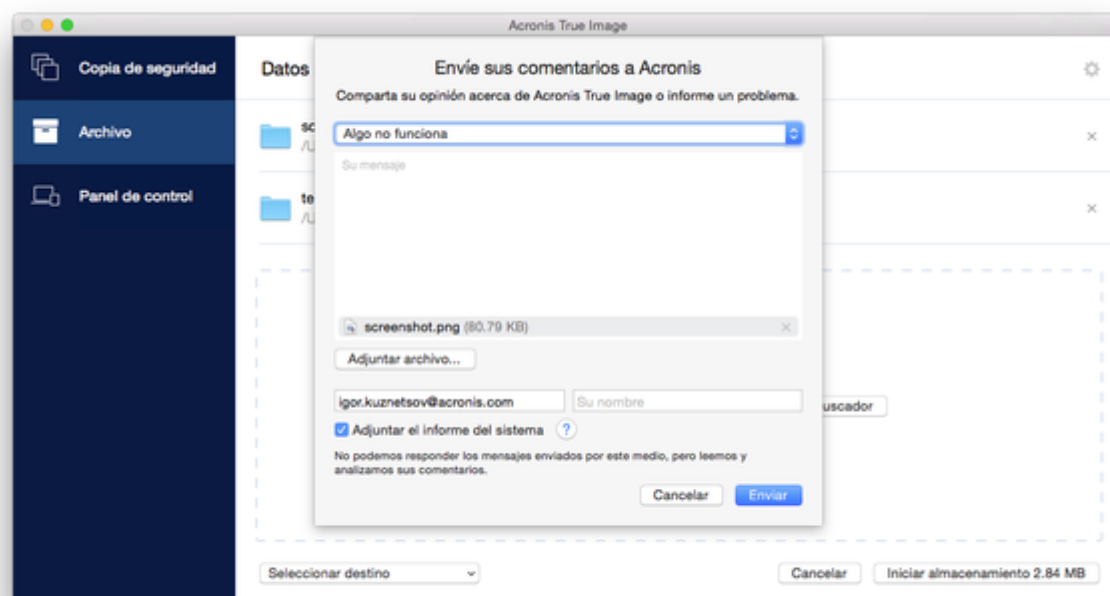 Acronis True Image
Copia de seguridad
Archivo
Panel de control
Datos
Envíe sus comentarios a Acronis
Comparta su opinión acerca de Acronis True Image o informe un problema.
Algo no funciona
Su mensaje
screenshot.png (80.79 KB)
Adjuntar archivo...
igor.kuznetsov@acronis.com
Su nombre
Adjuntar el informe del sistema
?
No podemos responder los mensajes enviados por este medio, pero leemos y
analizamos sus comentarios.
Cancelar
Enviar
uscador
Seleccionar destino
Cancelar
Iniciar almacenamiento 2.84 MB